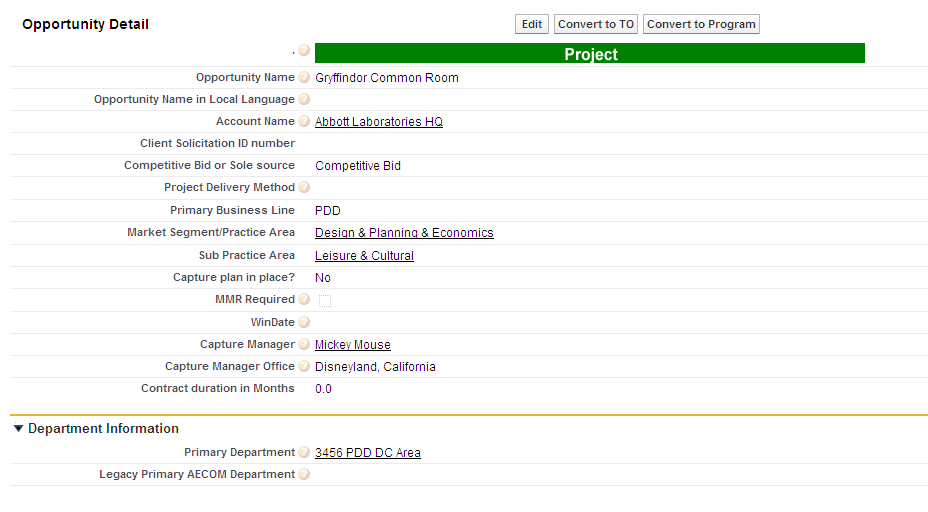 Opportunity Detail Edit Convert to TO Convert to Program
. ? Project
Opportunity Name ? Gryffindor Common Room
Opportunity Name in Local Language ?
Account Name ? Abbott Laboratories HQ
Client Solicitation ID number
Competitive Bid or Sole source Competitive Bid
Project Delivery Method ?
Primary Business Line PDD
Market Segment/Practice Area Design & Planning & Economics
Sub Practice Area Leisure & Cultural
Capture plan in place? No
MMR Required ?
WinDate ?
Capture Manager ? Mickey Mouse
Capture Manager Office ? Disneyland, California
Contract duration in Months 0.0
Department Information
Primary Department ? 3456 PDD DC Area
Legacy Primary AECOM Department ?